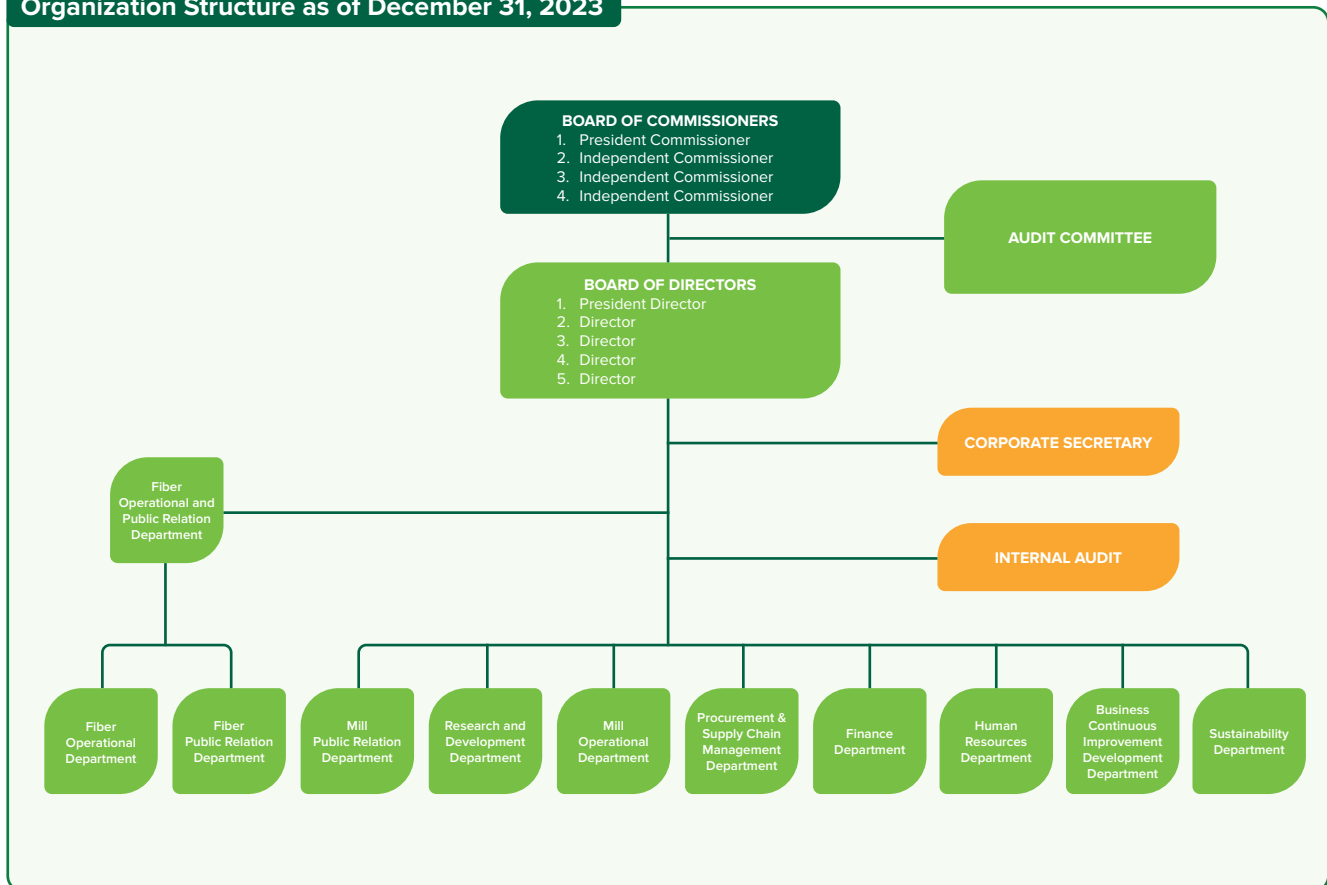 Organization Structure as of December 31, 2023
BOARD OF COMMISSIONERS
1. President Commissioner
2. Independent Commissioner
3. Independent Commissioner
4. Independent Commissioner
AUDIT COMMITTEE
BOARD OF DIRECTORS
1. President Director
2. Director
3. Director
4. Director
5. Director
CORPORATE SECRETARY
Fiber
Operational and
Public Relation
Department
INTERNAL AUDIT
Fiber
Operational
Department
Fiber
Public Relation
Department
Mill
Public Relation
Department
Research and
Development
Department
Mill
Operational
Department
Procurement &
Supply Chain
Management
Department
Finance
Department
Human
Resources
Department
Business
Continuous
Improvement
Development
Department
Sustainability
Department